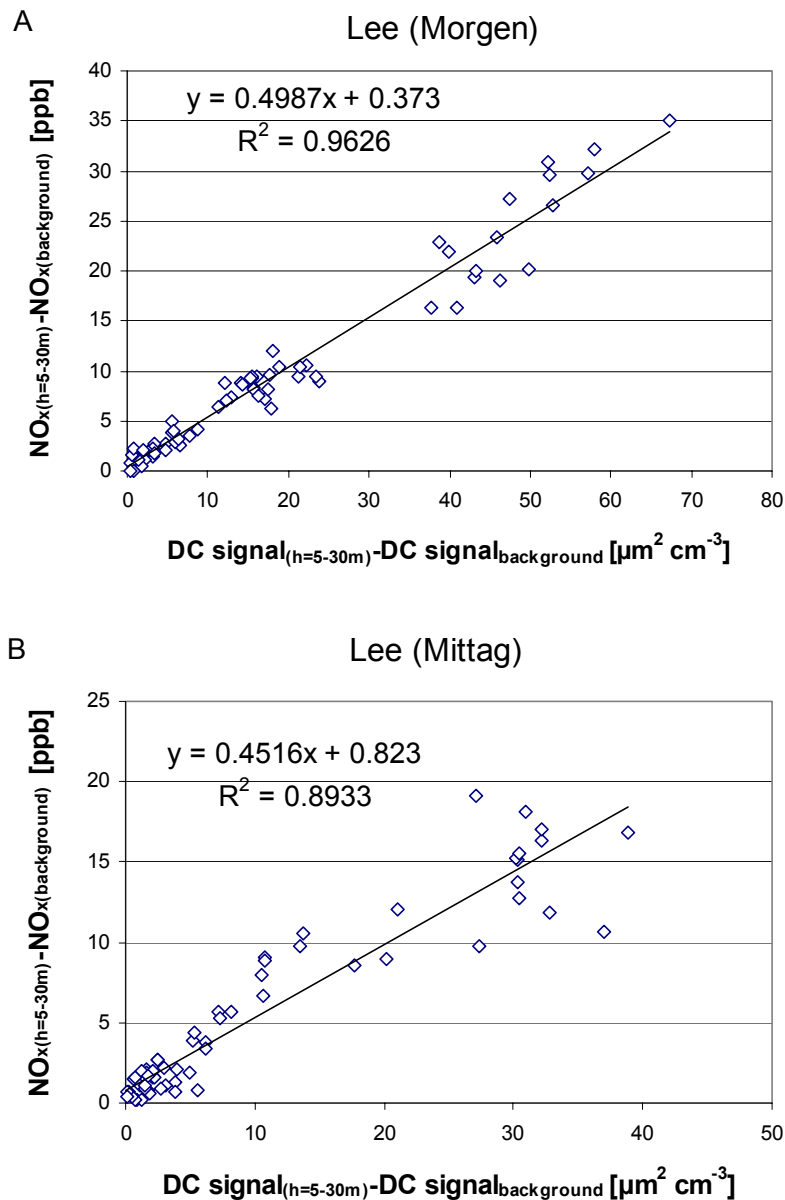 A
Lee (Morgen)
y = 0.4987x + 0.373
R² = 0.9626
40
35
30
25
20
15
10
5
0
NOx(h=5-30m)-NOx(background) [ppb]
0 10 20 30 40 50 60 70 80
DC signal(h=5-30m)-DC signalbackground [µm² cm⁻³]
B
Lee (Mittag)
y = 0.4516x + 0.823
R² = 0.8933
25
20
15
10
5
0
NOx(h=5-30m)-NOx(background) [ppb]
0 10 20 30 40 50
DC signal(h=5-30m)-DC signalbackground [µm² cm⁻³]